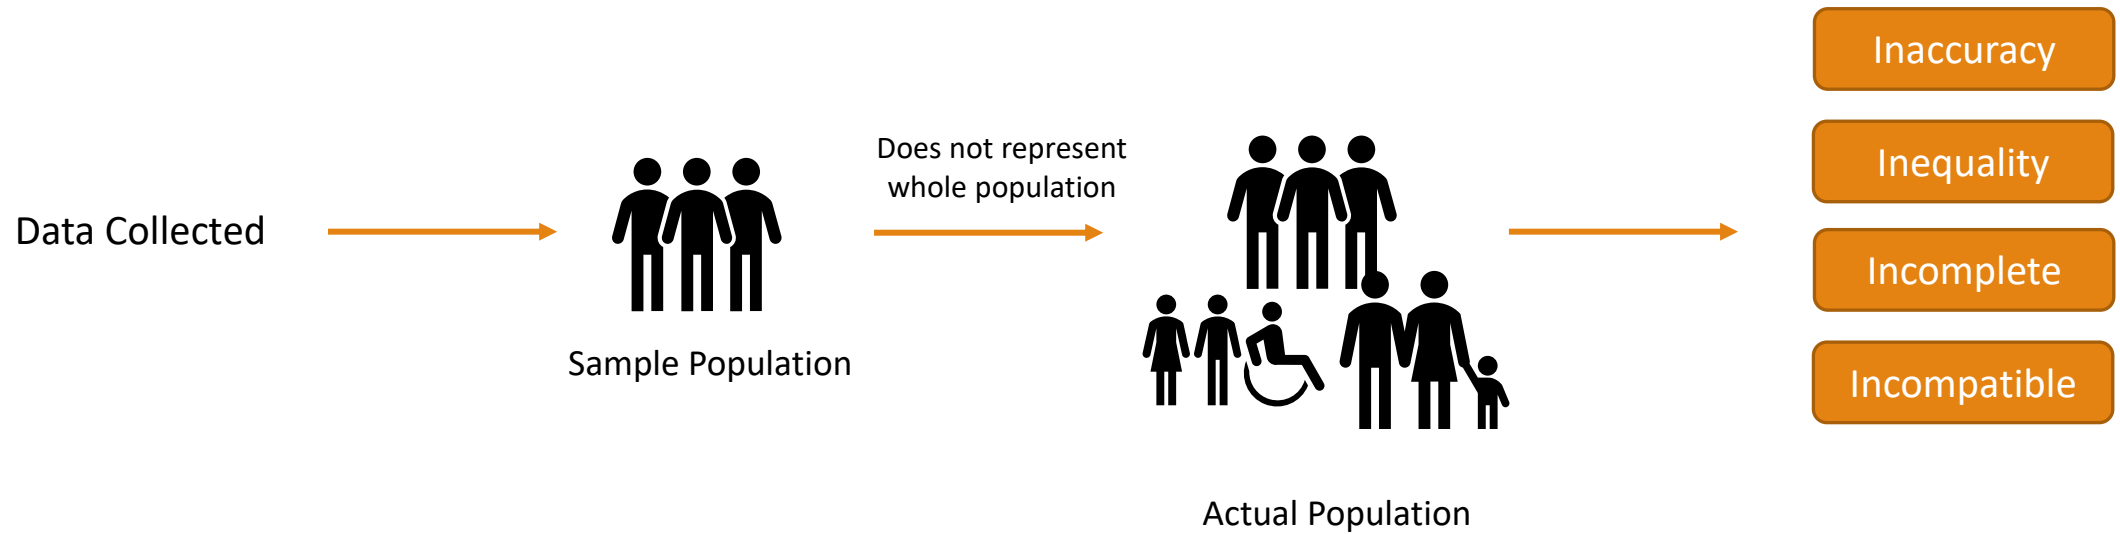 Data Collected
Sample Population
Does not represent
whole population
Actual Population
Inaccuracy
Inequality
Incomplete
Incompatible